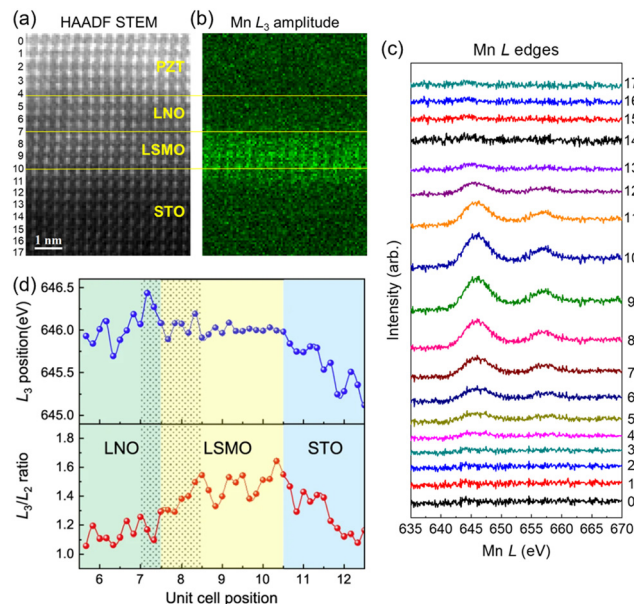 (a) HAADF STEM
0
1
2
3
4
5
6
7
8
9
10
11
12
13
14
15
16
17
PZT
LNO
LSMO
STO
1 nm
(b) Mn L₃ amplitude
(c) Mn L edges
Intensity (arb.)
17
16
15
14
13
12
11
10
9
8
7
6
5
4
3
2
1
0
635 640 645 650 655 660 665 670
Mn L (eV)
(d)
L₃ position(eV)
646.5
646.0
645.5
645.0
L₃/L₂ ratio
1.8
1.6
1.4
1.2
1.0
LNO LSMO STO
6 7 8 9 10 11 12
Unit cell position